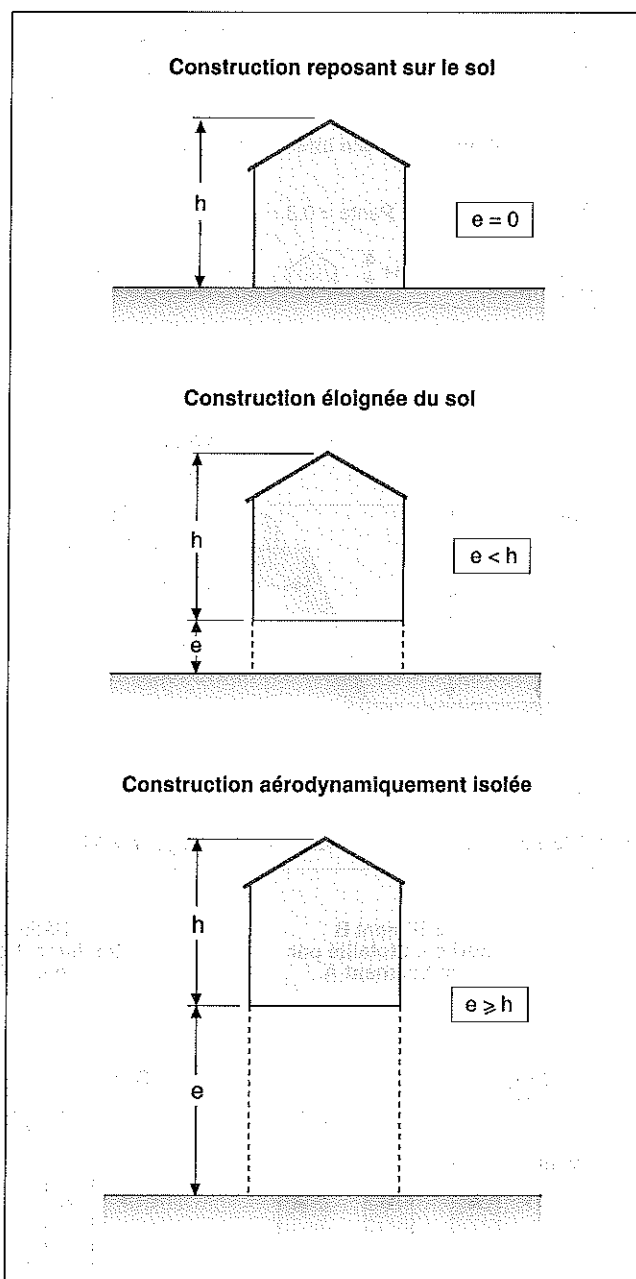 Construction reposant sur le sol
h
e = 0
Construction éloignée du sol
h
e < h
e
Construction aérodynamiquement isolée
h
e ⩾ h
e